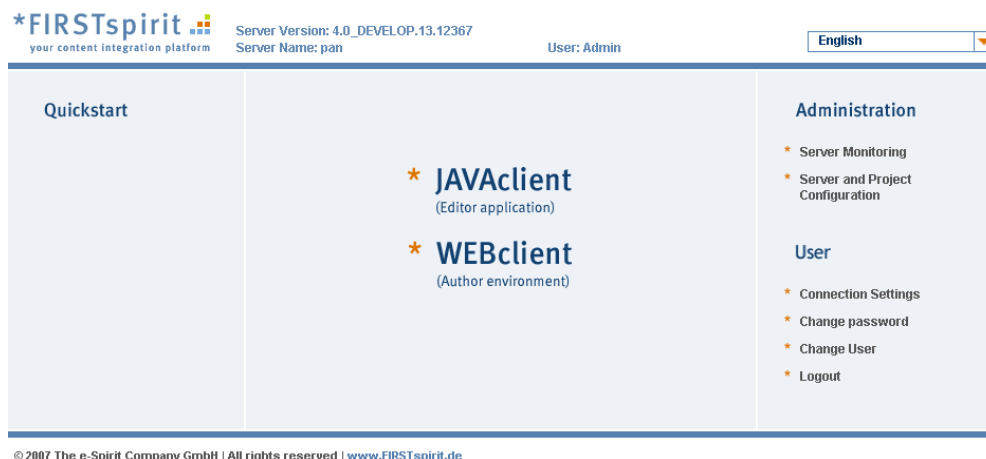 *FIRSTspirit
your content integration platform
Server Version: 4.0_DEVELOP.13.12367
Server Name: pan
User: Admin
English
Quickstart
* JAVAclient
(Editor application)
* WEBclient
(Author environment)
Administration
* Server Monitoring
* Server and Project
Configuration
User
* Connection Settings
* Change password
* Change User
* Logout
© 2007 The e-Spirit Company GmbH | All rights reserved | www.FIRSTspirit.de